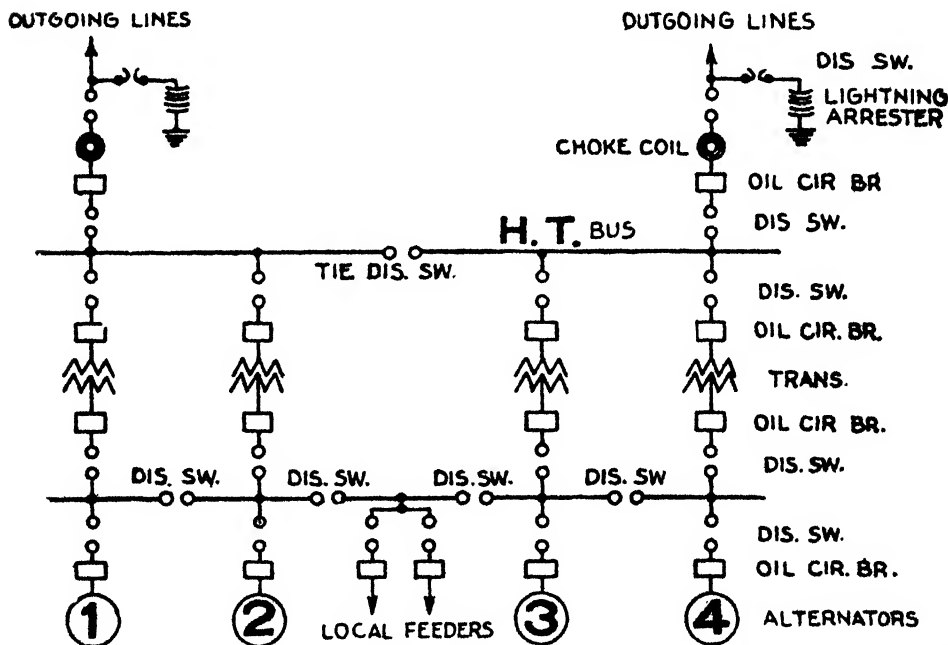 OUTGOING LINES
OUTGOING LINES
DIS SW.
LIGHTNING
ARRESTER
CHOKE COIL
OIL CIR BR
DIS SW.
H. T. BUS
TIE DIS. SW.
DIS. SW.
OIL CIR. BR.
TRANS.
OIL CIR BR.
DIS. SW.
DIS. SW.
DIS. SW.
DIS. SW.
DIS. SW
DIS. SW.
OIL CIR. BR.
1
2
3
4
ALTERNATORS
LOCAL FEEDERS